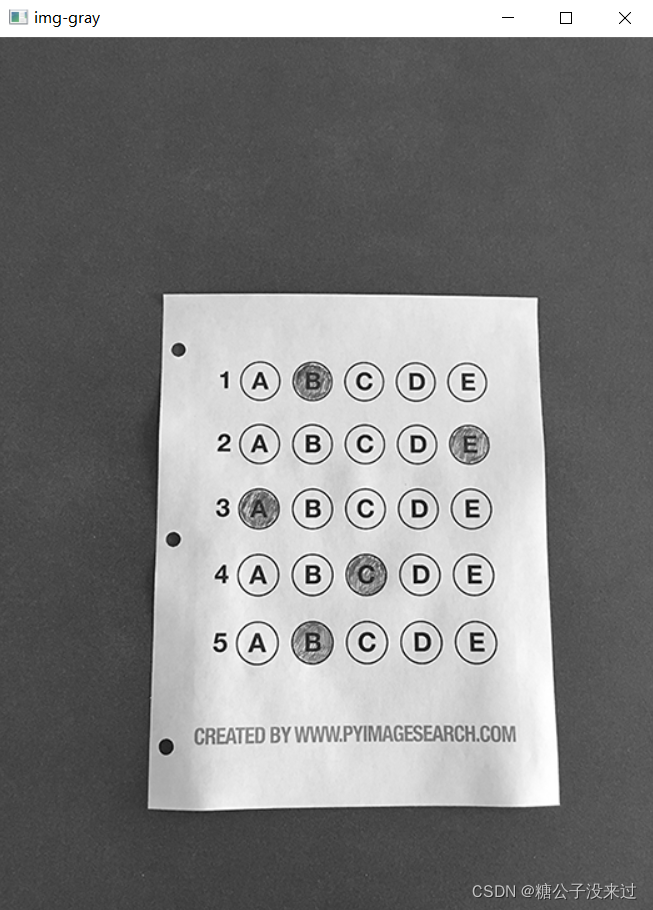 img-gray
1 A B C D E
2 A B C D E
3 A B C D E
4 A B C D E
5 A B C D E
CREATED BY WWW.PYIMAGESEARCH.COM
CSDN @糖公子没来过